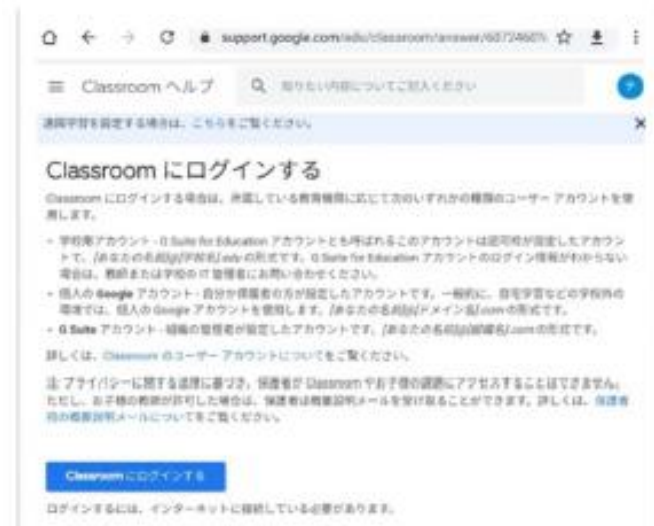 support.google.com/edu/classroom/answer/6072460?
Classroom ヘルプ
知りたい内容についてご記入ください
遠隔学習を設定する場合は、こちらをご覧ください。
Classroom にログインする
Classroom にログインする場合は、所属している教育機関に応じて次のいずれかの種類のユーザー アカウントを使
用します。
• 学校用アカウント - G Suite for Education アカウントとも呼ばれるこのアカウントは認可校が設定したアカウン
トで、[あなたの名前]@[学校名].edu の形式です。G Suite for Education アカウントのログイン情報がわからない
場合は、教師または学校の IT 管理者にお問い合わせください。
• 個人の Google アカウント - 自分か保護者の方が設定したアカウントです。一般的に、自宅学習などの学校外の
環境では、個人の Google アカウントを使用します。[あなたの名前]@[ドメイン名].com の形式です。
• G Suite アカウント - 組織の管理者が設定したアカウントです。[あなたの名前]@[組織名].com の形式です。
詳しくは、Classroom のユーザー アカウントについてをご覧ください。
注: プライバシーに関する法律に基づき、保護者が Classroom やお子様の課題にアクセスすることはできません。
ただし、お子様の教師が許可した場合は、保護者は概要説明メールを受け取ることができます。詳しくは、保護者
宛の概要説明メールについてをご覧ください。
Classroom にログインする
ログインするには、インターネットに接続している必要があります。